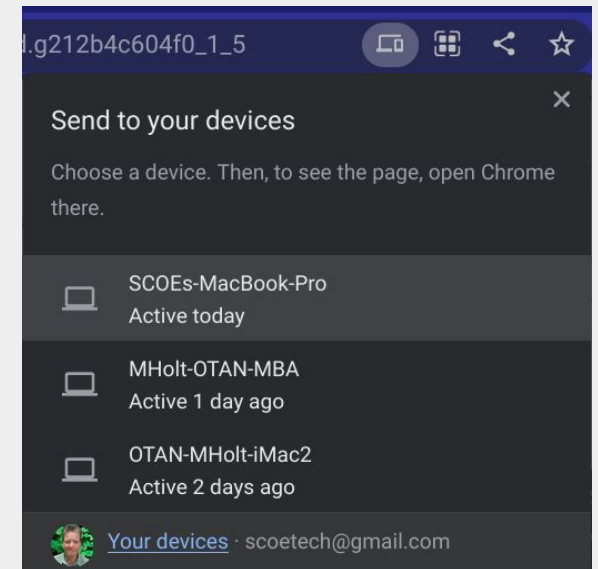 d.g212b4c604f0_1_5
Send to your devices
Choose a device. Then, to see the page, open Chrome
there.
SCOEs-MacBook-Pro
Active today
MHolt-OTAN-MBA
Active 1 day ago
OTAN-MHolt-iMac2
Active 2 days ago
Your devices · scoetech@gmail.com